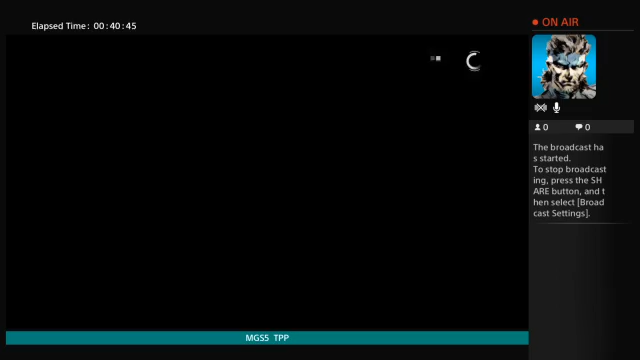 Elapsed Time: 00:40:45
ON AIR
0 0
The broadcast ha
s started.
To stop broadcast
ing, press the SH
ARE button, and t
hen select [Broad
cast Settings].
MGS5 TPP